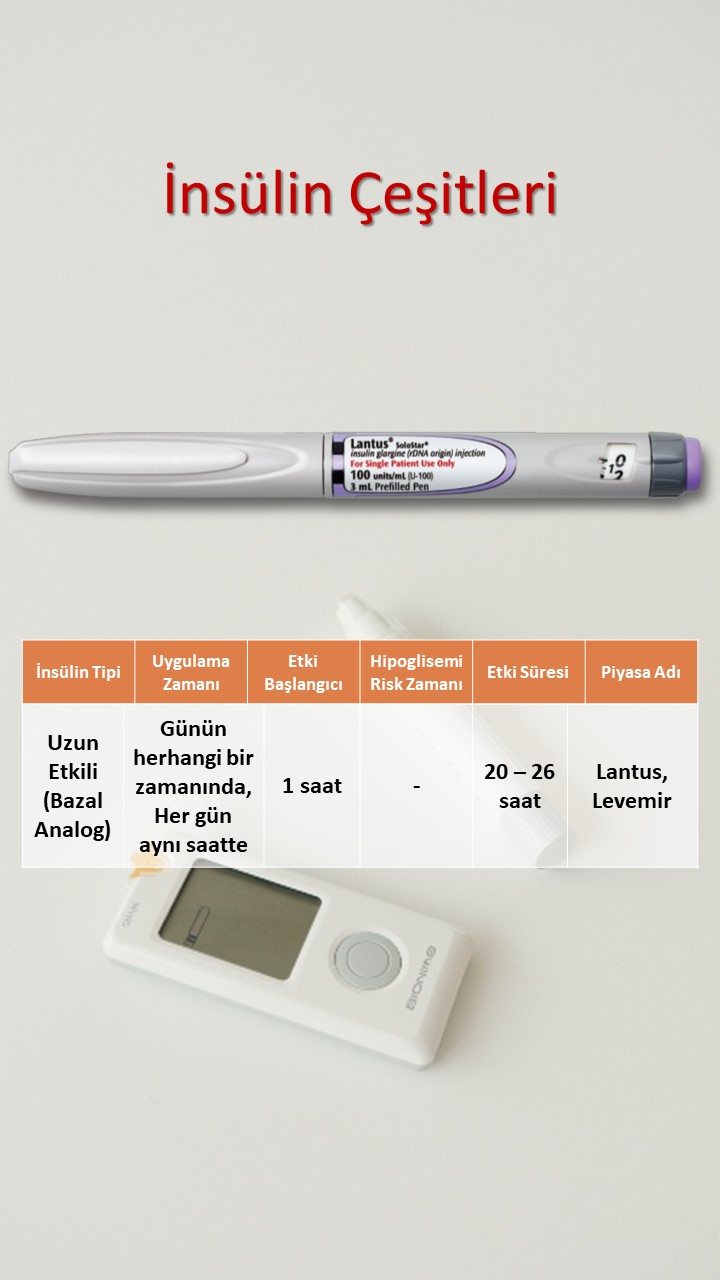 İnsülin Çeşitleri
Lantus® SoloStar®
insulin glargine (rDNA origin) injection
For Single Patient Use Only
100 units/mL (U-100)
3 mL Prefilled Pen
İnsülin Tipi
Uygulama
Zamanı
Etki
Başlangıcı
Hipoglisemi
Risk Zamanı
Etki Süresi
Piyasa Adı
Uzun
Etkili
(Bazal
Analog)
Günün
herhangi bir
zamanında,
Her gün
aynı saatte
1 saat
-
20 – 26
saat
Lantus,
Levemir
BIONIME